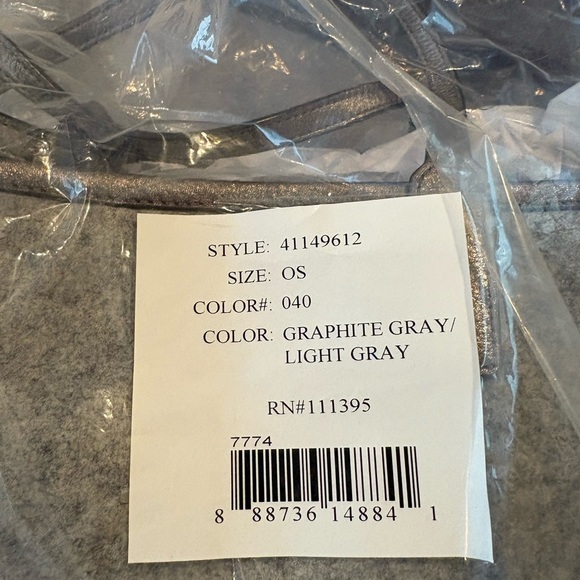 STYLE: 41149612
SIZE: OS
COLOR#: 040
COLOR: GRAPHITE GRAY/
LIGHT GRAY
RN#111395
7774
8 88736 14884 1